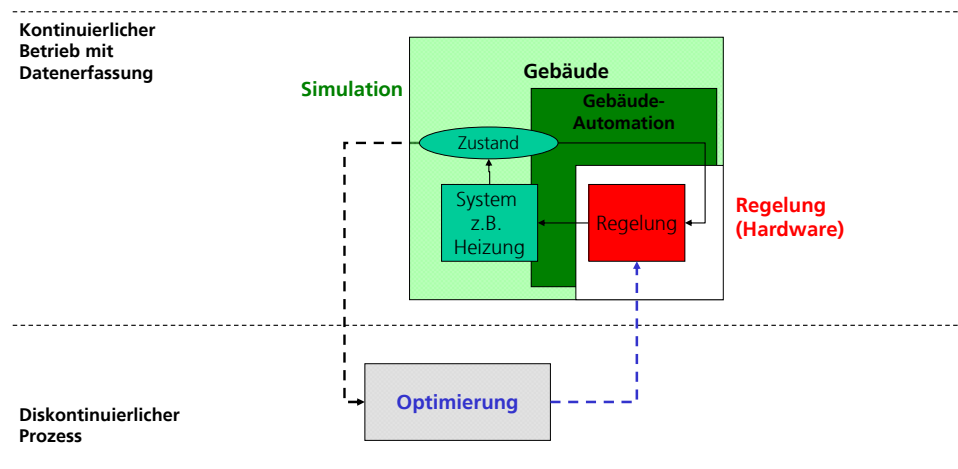 Kontinuierlicher
Betrieb mit
Datenerfassung
Gebäude
Simulation
Gebäude-
Automation
Zustand
System
z.B.
Heizung
Regelung
Regelung
(Hardware)
Optimierung
Diskontinuierlicher
Prozess